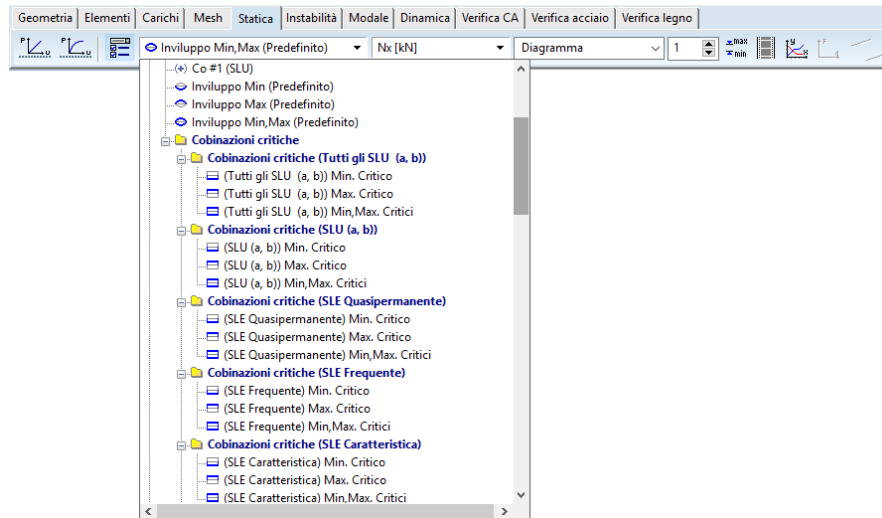 Geometria Elementi Carichi Mesh Statica Instabilità Modale Dinamica Verifica CA Verifica acciaio Verifica legno
P u P u Inviluppo Min,Max (Predefinito) Nx [kN] Diagramma 1 max min y x F
(+) Co #1 (SLU)
Inviluppo Min (Predefinito)
Inviluppo Max (Predefinito)
Inviluppo Min,Max (Predefinito)
Cobinazioni critiche
Cobinazioni critiche (Tutti gli SLU (a, b))
(Tutti gli SLU (a, b)) Min. Critico
(Tutti gli SLU (a, b)) Max. Critico
(Tutti gli SLU (a, b)) Min,Max. Critici
Cobinazioni critiche (SLU (a, b))
(SLU (a, b)) Min. Critico
(SLU (a, b)) Max. Critico
(SLU (a, b)) Min,Max. Critici
Cobinazioni critiche (SLE Quasipermanente)
(SLE Quasipermanente) Min. Critico
(SLE Quasipermanente) Max. Critico
(SLE Quasipermanente) Min,Max. Critici
Cobinazioni critiche (SLE Frequente)
(SLE Frequente) Min. Critico
(SLE Frequente) Max. Critico
(SLE Frequente) Min,Max. Critici
Cobinazioni critiche (SLE Caratteristica)
(SLE Caratteristica) Min. Critico
(SLE Caratteristica) Max. Critico
(SLE Caratteristica) Min,Max. Critici